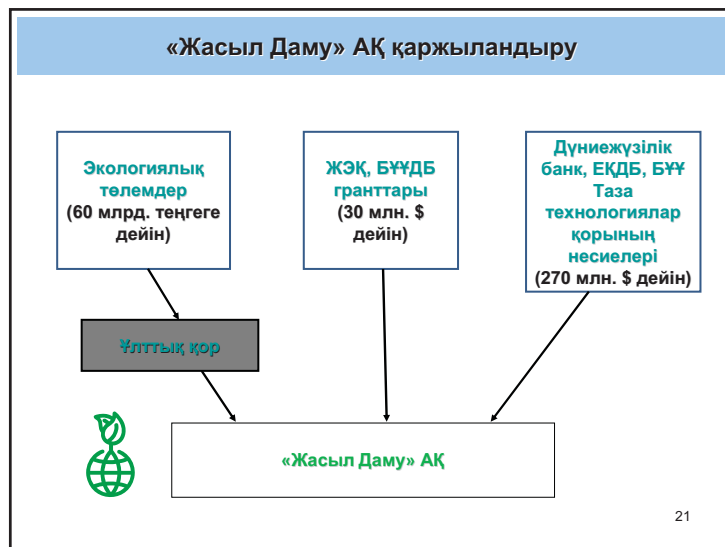 «Жасыл Даму» АҚ қаржыландыру
Экологиялық
төлемдер
(60 млрд. теңгеге
дейін)
ЖЭҚ, БҰҰДБ
гранттары
(30 млн. $
дейін)
Дүниежүзілік
банк, ЕҚДБ, БҰҰ
Таза
технологиялар
қорының
несиелері
(270 млн. $ дейін)
Ұлттық қор
«Жасыл Даму» АҚ
21